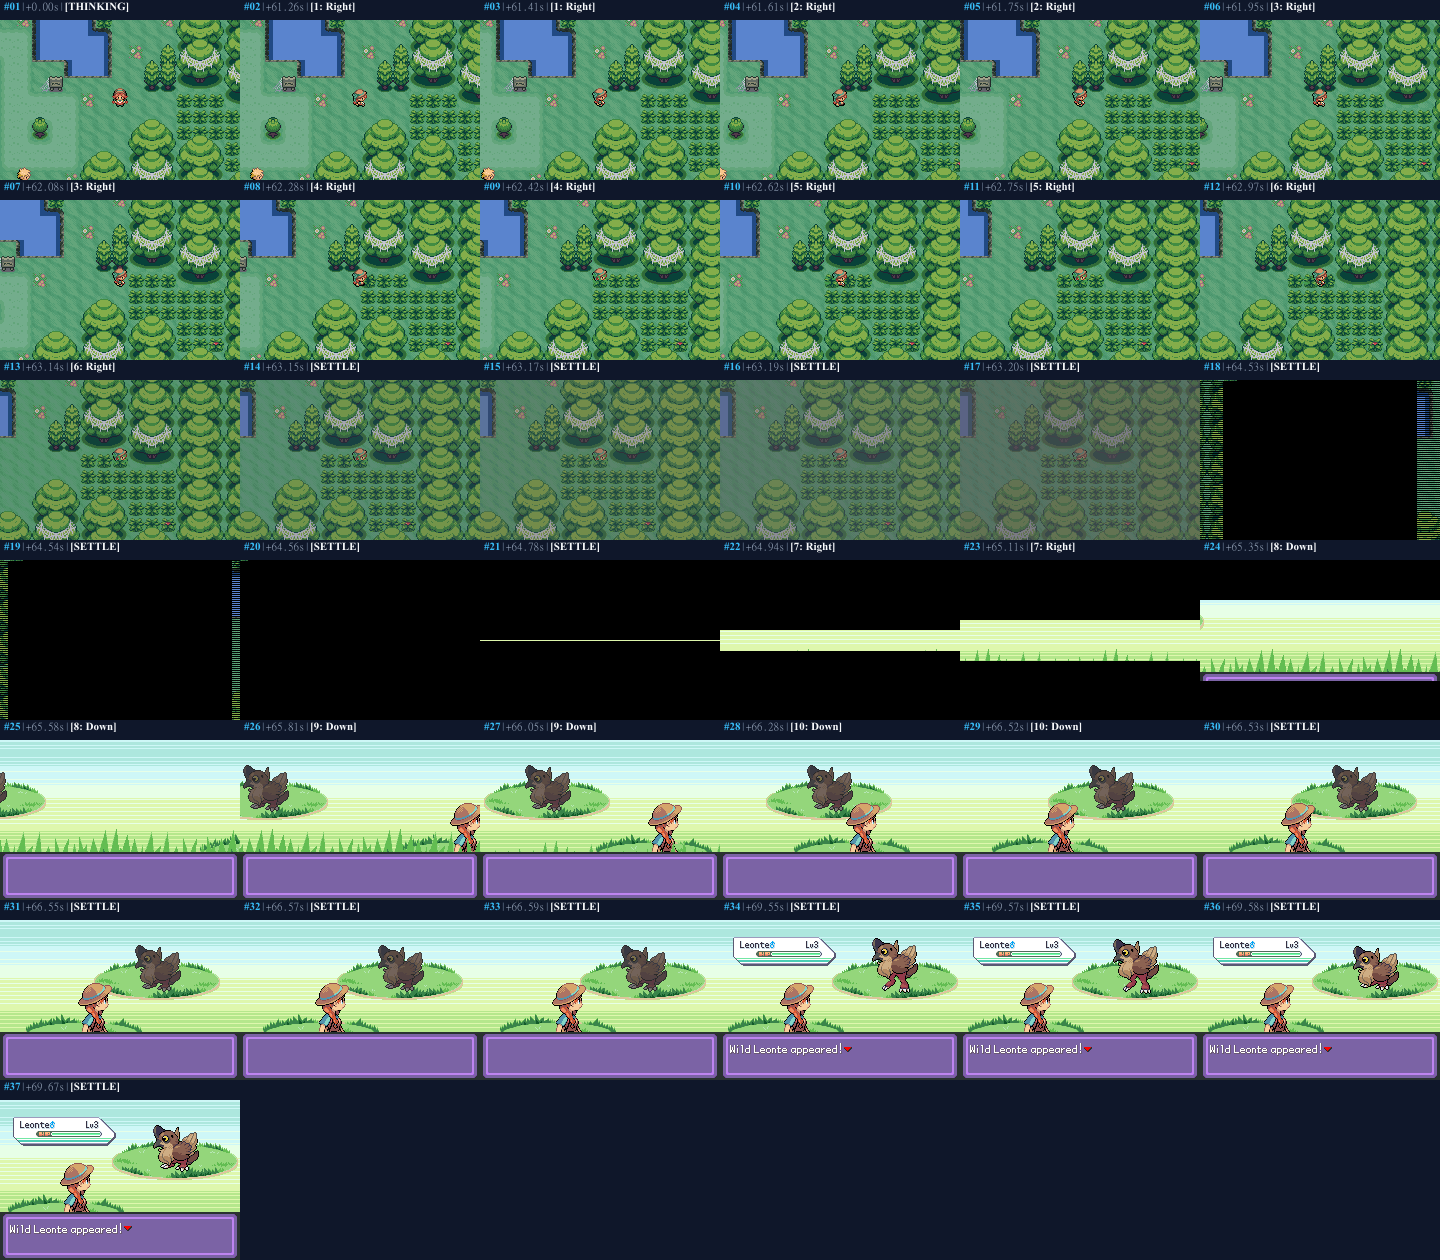 #01|+0.00s|[THINKING]
#02|+61.26s|[1: Right]
#03|+61.41s|[1: Right]
#04|+61.61s|[2: Right]
#05|+61.75s|[2: Right]
#06|+61.95s|[3: Right]
#07|+62.08s|[3: Right]
#08|+62.28s|[4: Right]
#09|+62.42s|[4: Right]
#10|+62.62s|[5: Right]
#11|+62.75s|[5: Right]
#12|+62.97s|[6: Right]
#13|+63.14s|[6: Right]
#14|+63.15s|[SETTLE]
#15|+63.17s|[SETTLE]
#16|+63.19s|[SETTLE]
#17|+63.20s|[SETTLE]
#18|+64.53s|[SETTLE]
#19|+64.54s|[SETTLE]
#20|+64.56s|[SETTLE]
#21|+64.78s|[SETTLE]
#22|+64.94s|[7: Right]
#23|+65.11s|[7: Right]
#24|+65.35s|[8: Down]
#25|+65.58s|[8: Down]
#26|+65.81s|[9: Down]
#27|+66.05s|[9: Down]
#28|+66.28s|[10: Down]
#29|+66.52s|[10: Down]
#30|+66.53s|[SETTLE]
#31|+66.55s|[SETTLE]
#32|+66.57s|[SETTLE]
#33|+66.59s|[SETTLE]
#34|+69.55s|[SETTLE]
#35|+69.57s|[SETTLE]
#36|+69.58s|[SETTLE]
Leonte♂ Lv3
Leonte♂ Lv3
Leonte♂ Lv3
Wild Leonte appeared!
Wild Leonte appeared!
Wild Leonte appeared!
#37|+69.67s|[SETTLE]
Leonte♂ Lv3
Wild Leonte appeared!